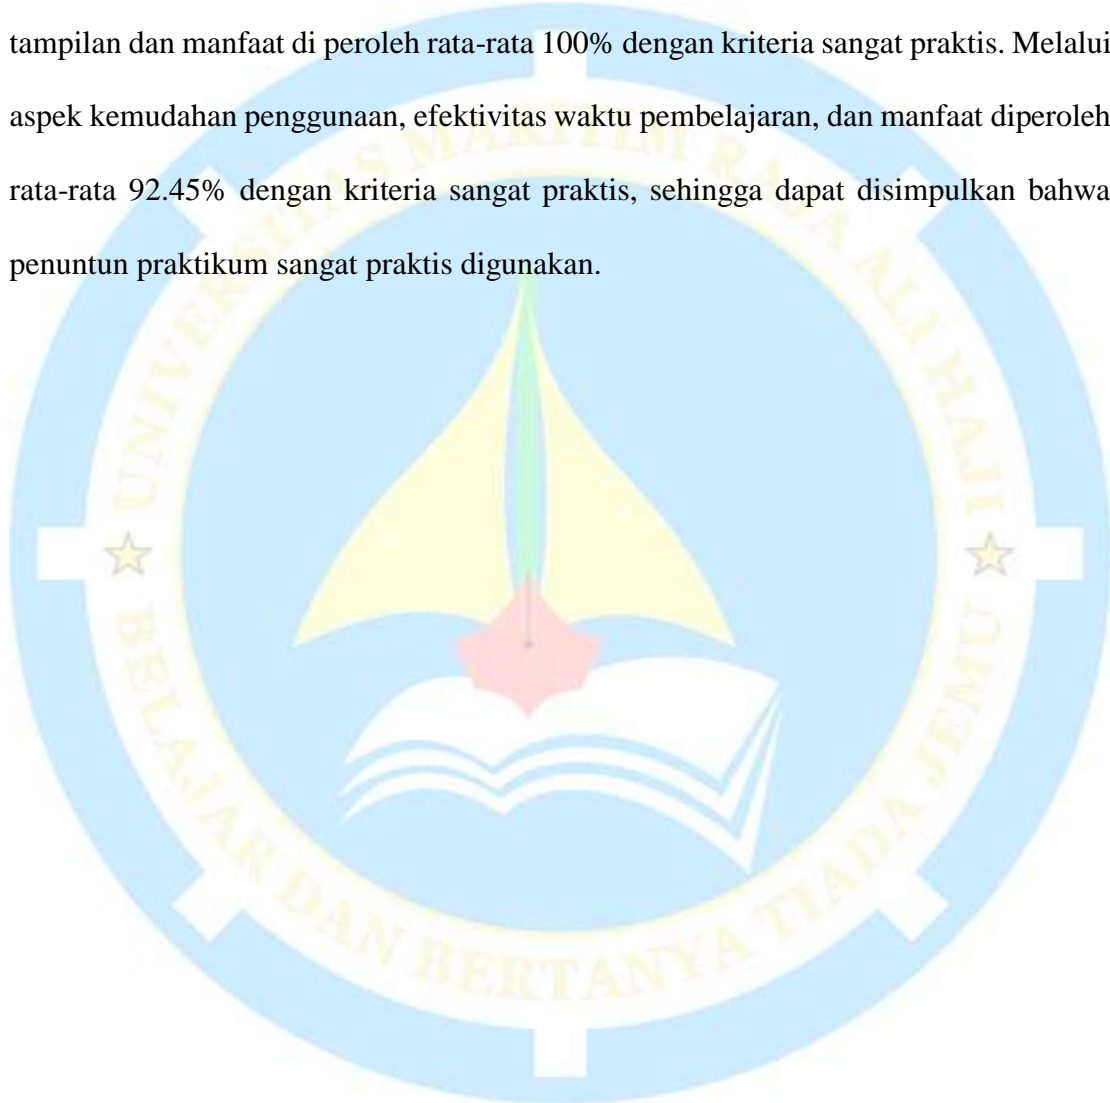 tampilan dan manfaat di peroleh rata-rata 100% dengan kriteria sangat praktis. Melalui
aspek kemudahan penggunaan, efektivitas waktu pembelajaran, dan manfaat diperoleh
rata-rata 92.45% dengan kriteria sangat praktis, sehingga dapat disimpulkan bahwa
penuntun praktikum sangat praktis digunakan.
UNIVERSITAS MARITIM RAJA ALI HAJI
BELAJAR DAN BERTANYA TIADA JEMU